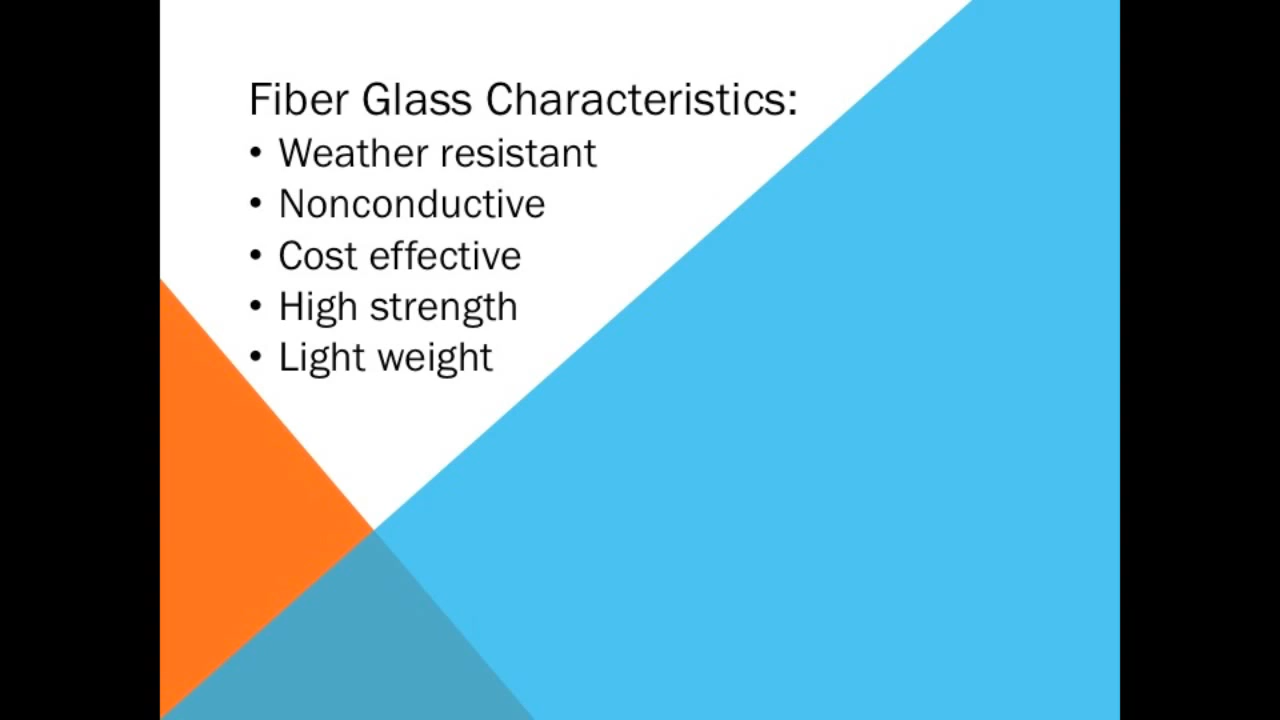 Fiber Glass Characteristics:
• Weather resistant
• Nonconductive
• Cost effective
• High strength
• Light weight